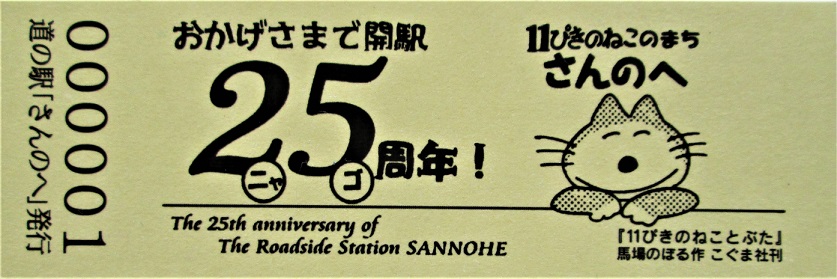 00001
道の駅「さんのへ」発行
おかげさまで開駅
25周年！
ニャ ゴ
The 25th anniversary of
The Roadside Station SANNOHE
11ぴきのねこのまち
さんのへ
『11ぴきのねことぶた』
馬場のぼる作 こぐま社刊